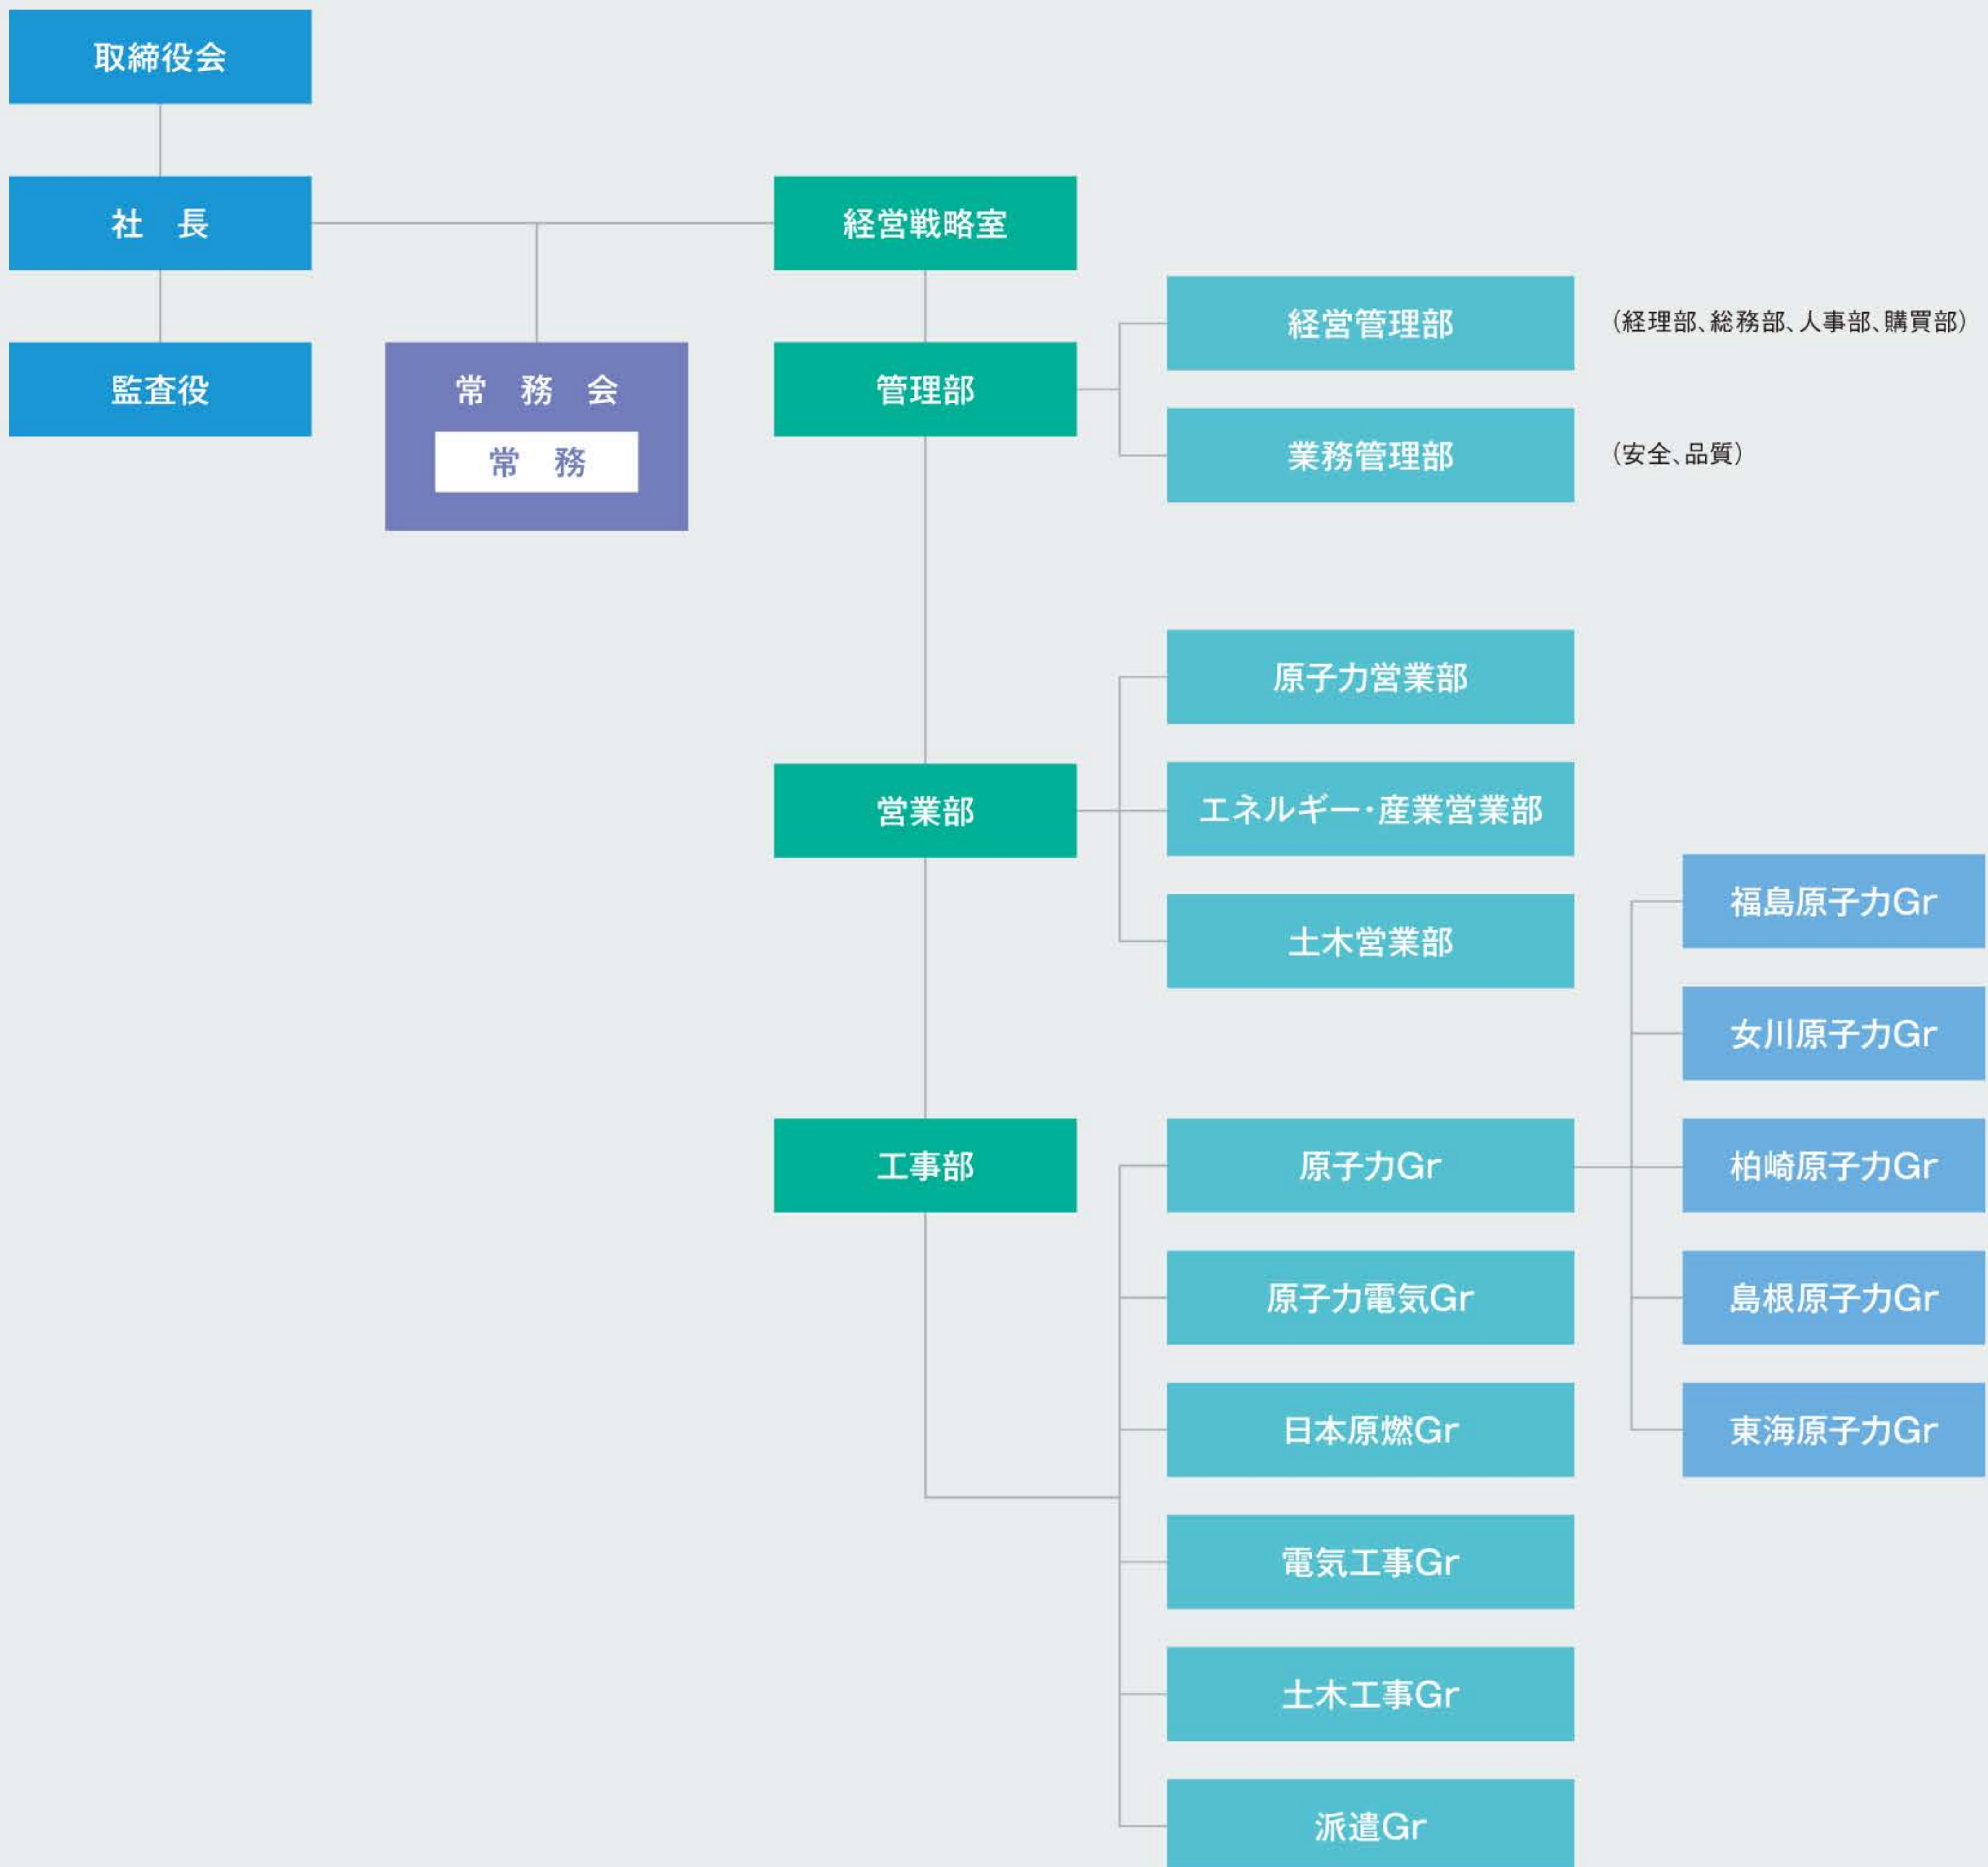 取締役会
社　長
監査役
常　務　会
常　務
経営戦略室
管理部
経営管理部
（経理部、総務部、人事部、購買部）
業務管理部
（安全、品質）
営業部
原子力営業部
エネルギー・産業営業部
土木営業部
工事部
原子力Gr
福島原子力Gr
女川原子力Gr
柏崎原子力Gr
島根原子力Gr
東海原子力Gr
原子力電気Gr
日本原燃Gr
電気工事Gr
土木工事Gr
派遣Gr